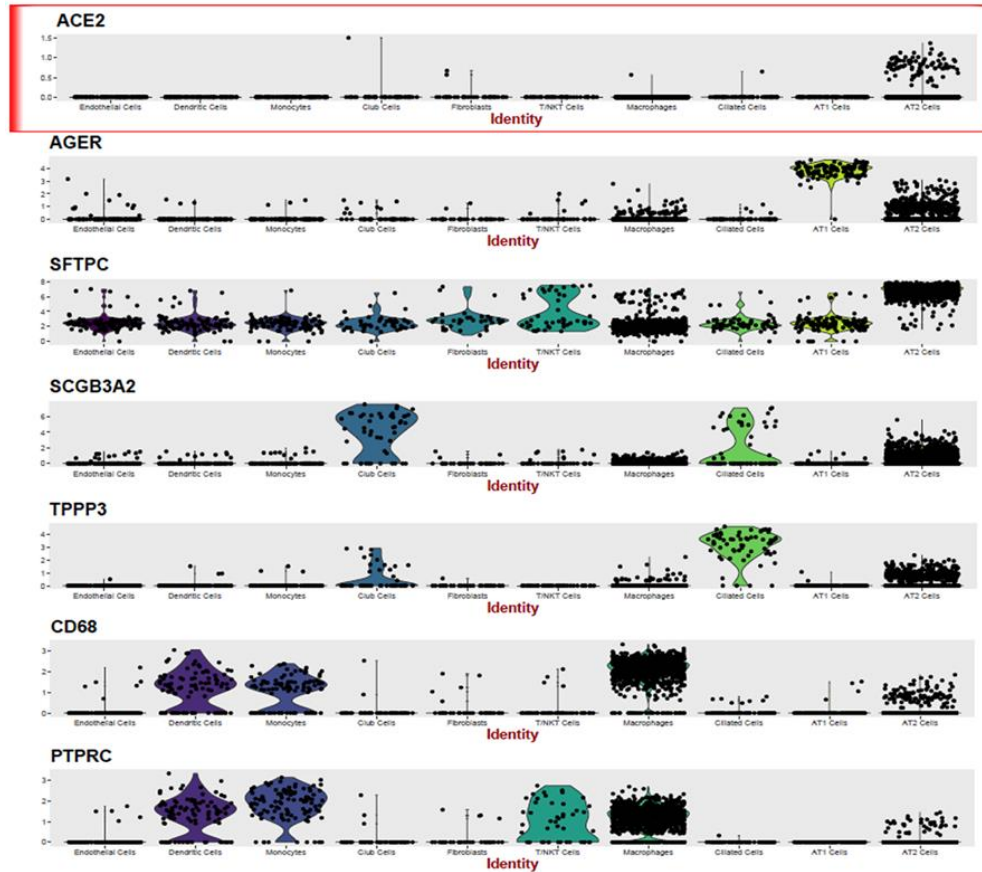 ACE2
1.5
1.0
0.5
0.0
Endothelial Cells Dendritic Cells Monocytes Club Cells Fibroblasts T/NKT Cells Macrophages Ciliated Cells AT1 Cells AT2 Cells
Identity
AGER
4
3
2
1
0
Endothelial Cells Dendritic Cells Monocytes Club Cells Fibroblasts T/NKT Cells Macrophages Ciliated Cells AT1 Cells AT2 Cells
Identity
SFTPC
8
6
4
2
0
Endothelial Cells Dendritic Cells Monocytes Club Cells Fibroblasts T/NKT Cells Macrophages Ciliated Cells AT1 Cells AT2 Cells
Identity
SCGB3A2
6
4
2
0
Endothelial Cells Dendritic Cells Monocytes Club Cells Fibroblasts T/NKT Cells Macrophages Ciliated Cells AT1 Cells AT2 Cells
Identity
TPPP3
4
3
2
1
0
Endothelial Cells Dendritic Cells Monocytes Club Cells Fibroblasts T/NKT Cells Macrophages Ciliated Cells AT1 Cells AT2 Cells
Identity
CD68
3
2
1
0
Endothelial Cells Dendritic Cells Monocytes Club Cells Fibroblasts T/NKT Cells Macrophages Ciliated Cells AT1 Cells AT2 Cells
Identity
PTPRC
3
2
1
0
Endothelial Cells Dendritic Cells Monocytes Club Cells Fibroblasts T/NKT Cells Macrophages Ciliated Cells AT1 Cells AT2 Cells
Identity